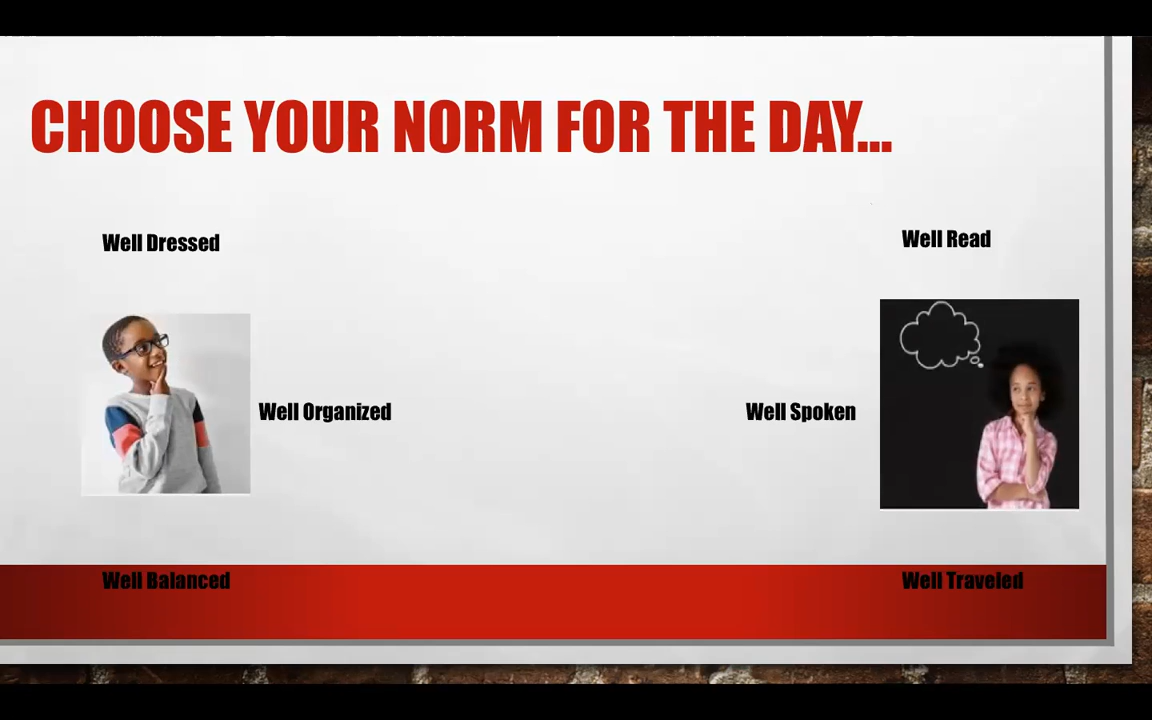 CHOOSE YOUR NORM FOR THE DAY...
Well Dressed
Well Read
Well Organized
Well Spoken
Well Balanced
Well Traveled